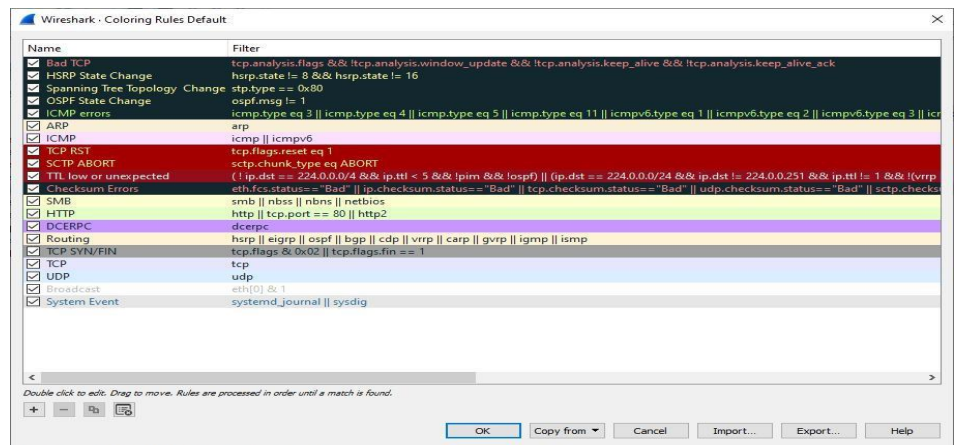 Wireshark · Coloring Rules Default
Name Filter
Bad TCP tcp.analysis.flags && !tcp.analysis.window_update && !tcp.analysis.keep_alive && !tcp.analysis.keep_alive_ack
HSRP State Change hsrp.state != 8 && hsrp.state != 16
Spanning Tree Topology Change stp.type == 0x80
OSPF State Change ospf.msg != 1
ICMP errors icmp.type eq 3 || icmp.type eq 4 || icmp.type eq 5 || icmp.type eq 11 || icmpv6.type eq 1 || icmpv6.type eq 2 || icmpv6.type eq 3 || icr
ARP arp
ICMP icmp || icmpv6
TCP RST tcp.flags.reset eq 1
SCTP ABORT sctp.chunk_type eq ABORT
TTL low or unexpected ( ! ip.dst == 224.0.0.0/4 && ip.ttl < 5 && !pim && !ospf) || (ip.dst == 224.0.0.0/24 && ip.dst != 224.0.0.251 && ip.ttl != 1 && !(vrrp
Checksum Errors eth.fcs.status=="Bad" || ip.checksum.status=="Bad" || tcp.checksum.status=="Bad" || udp.checksum.status=="Bad" || sctp.checks
SMB smb || nbss || nbns || netbios
HTTP http || tcp.port == 80 || http2
DCERPC dcerpc
Routing hsrp || eigrp || ospf || bgp || cdp || vrrp || carp || gvrp || igmp || ismp
TCP SYN/FIN tcp.flags & 0x02 || tcp.flags.fin == 1
TCP tcp
UDP udp
Broadcast eth[0] & 1
System Event systemd_journal || sysdig
Double click to edit. Drag to move. Rules are processed in order until a match is found.
OK Copy from Cancel Import... Export... Help